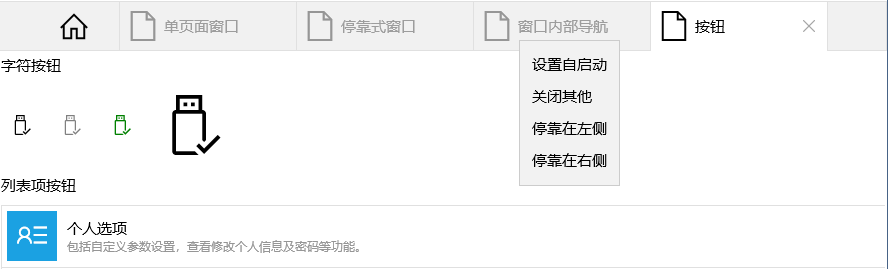 单页面窗口
停靠式窗口
窗口内部导航
按钮
字符按钮
设置自启动
关闭其他
停靠在左侧
停靠在右侧
列表项按钮
个人选项
包括自定义参数设置，查看修改个人信息及密码等功能。